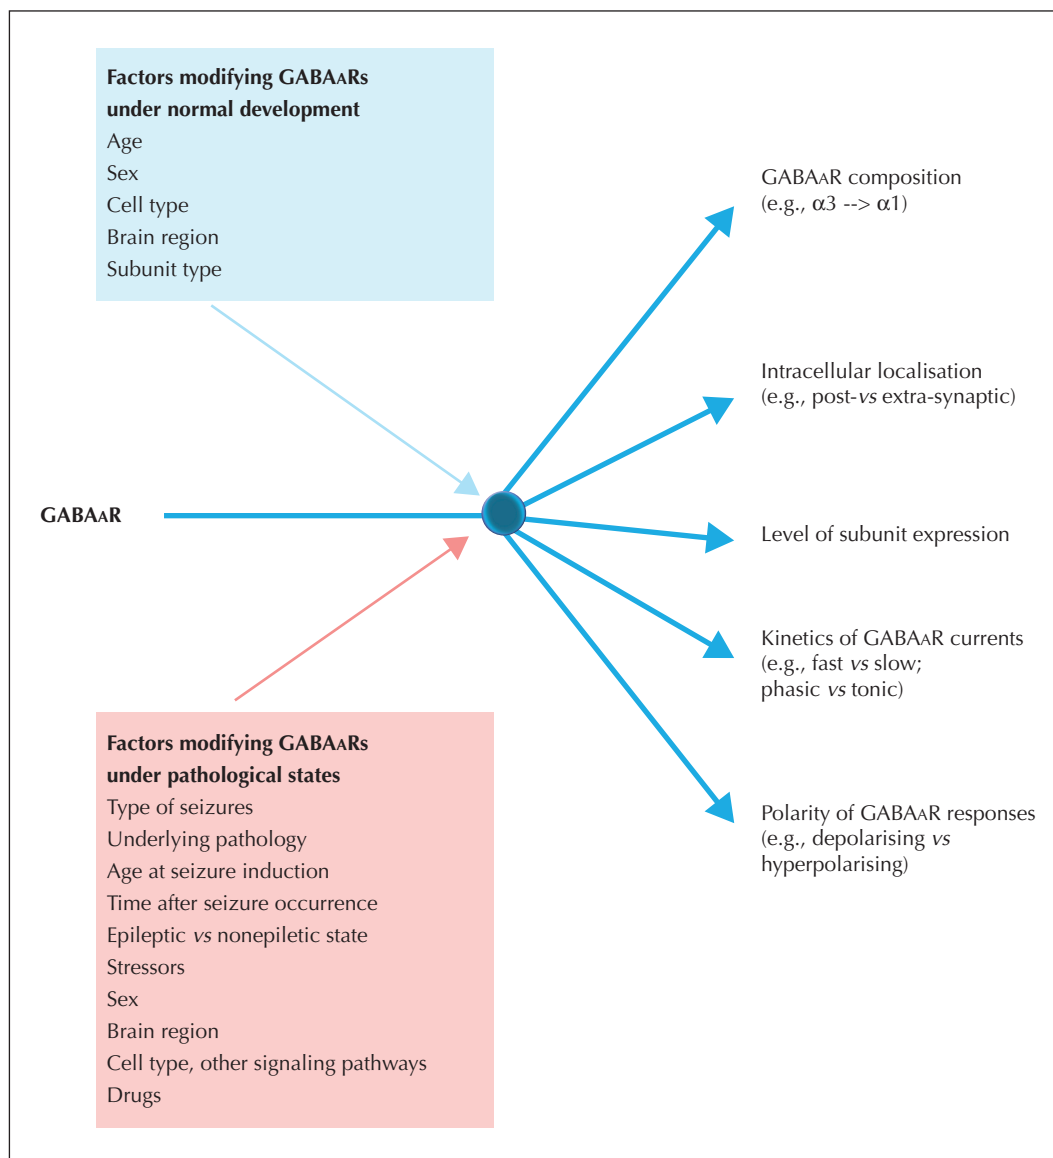 Factors modifying GABAARs
under normal development
Age
Sex
Cell type
Brain region
Subunit type
GABAAR
Factors modifying GABAARs
under pathological states
Type of seizures
Underlying pathology
Age at seizure induction
Time after seizure occurrence
Epileptic vs nonepiletic state
Stressors
Sex
Brain region
Cell type, other signaling pathways
Drugs
GABAAR composition
(e.g., α3 --> α1)
Intracellular localisation
(e.g., post-vs extra-synaptic)
Level of subunit expression
Kinetics of GABAAR currents
(e.g., fast vs slow;
phasic vs tonic)
Polarity of GABAAR responses
(e.g., depolarising vs
hyperpolarising)